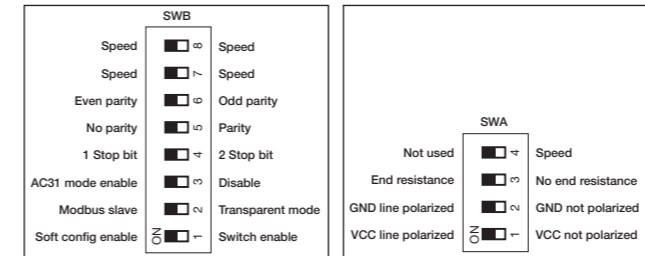 SWB
Speed 8 Speed
Speed 7 Speed
Even parity 6 Odd parity
No parity 5 Parity
1 Stop bit 4 2 Stop bit
AC31 mode enable 3 Disable
Modbus slave 2 Transparent mode
Soft config enable ON 1 Switch enable
SWA
Not used 4 Speed
End resistance 3 No end resistance
GND line polarized 2 GND not polarized
VCC line polarized ON 1 VCC not polarized